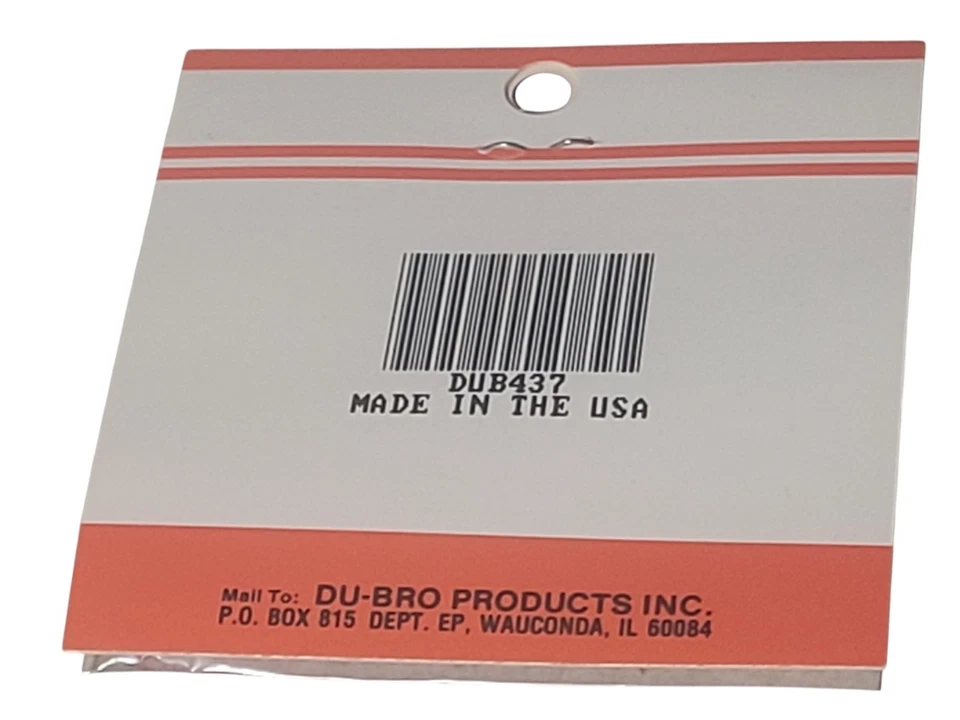 DUB437
MADE IN THE USA
Mail To: DU-BRO PRODUCTS INC.
P.O. BOX 815 DEPT. EP, WAUCONDA, IL 60084